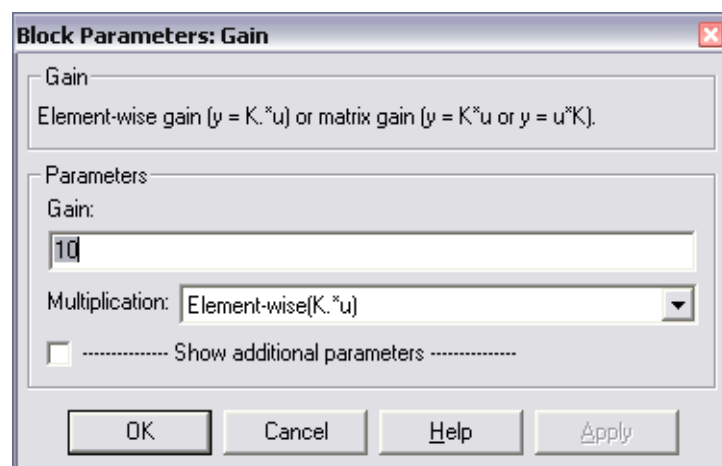 Block Parameters: Gain
Gain
Element-wise gain (y = K.*u) or matrix gain (y = K*u or y = u*K).
Parameters
Gain:
10
Multiplication: Element-wise(K.*u)
--------------- Show additional parameters ---------------
OK Cancel Help Apply